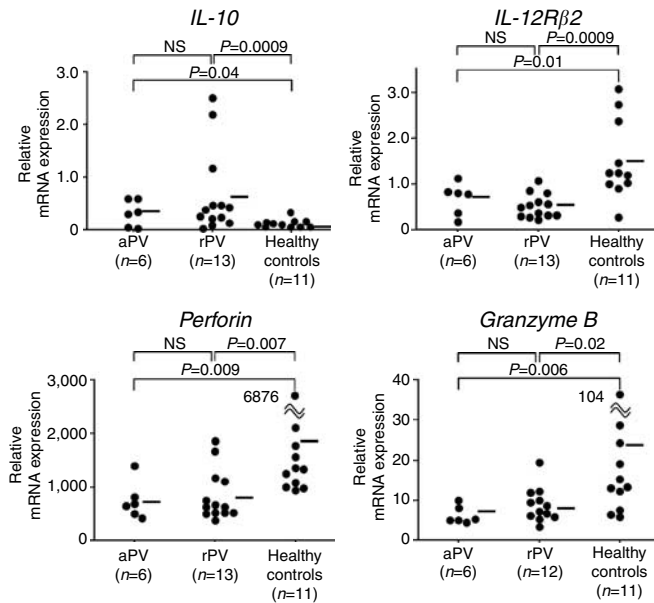 IL-10
NS
P=0.0009
P=0.04
3.0
2.0
1.0
0.0
Relative
mRNA expression
aPV
(n=6)
rPV
(n=13)
Healthy
controls
(n=11)
IL-12Rβ2
NS
P=0.0009
P=0.01
3.0
2.0
1.0
0.0
Relative
mRNA expression
aPV
(n=6)
rPV
(n=13)
Healthy
controls
(n=11)
Perforin
NS
P=0.007
P=0.009
6876
3,000
2,000
1,000
0
Relative
mRNA expression
aPV
(n=6)
rPV
(n=13)
Healthy
controls
(n=11)
Granzyme B
NS
P=0.02
P=0.006
104
40
30
20
10
0
Relative
mRNA expression
aPV
(n=6)
rPV
(n=12)
Healthy
controls
(n=11)